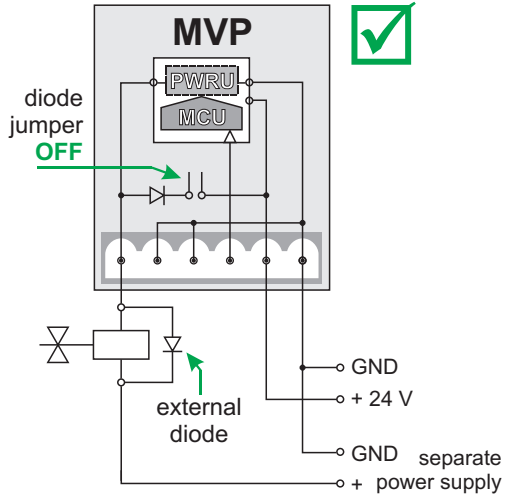 MVP
PWRU
MCU
diode
jumper
OFF
external
diode
GND
+ 24 V
GND
separate
+ power supply